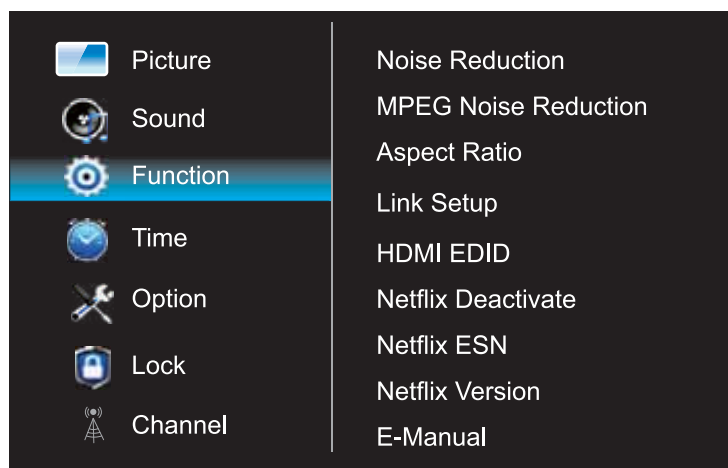 Picture
Sound
Function
Time
Option
Lock
Channel
Noise Reduction
MPEG Noise Reduction
Aspect Ratio
Link Setup
HDMI EDID
Netflix Deactivate
Netflix ESN
Netflix Version
E-Manual